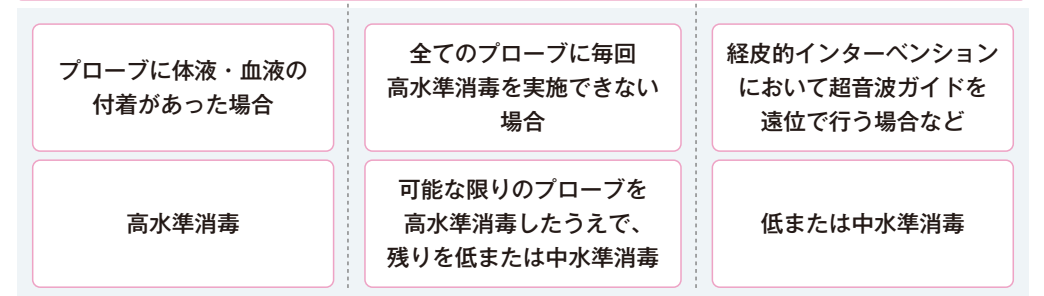 プローブに体液・血液の
付着があった場合
全てのプローブに毎回
高水準消毒を実施できない
場合
経皮的インターベンション
において超音波ガイドを
遠位で行う場合など
高水準消毒
可能な限りのプローブを
高水準消毒したうえで、
残りを低または中水準消毒
低または中水準消毒